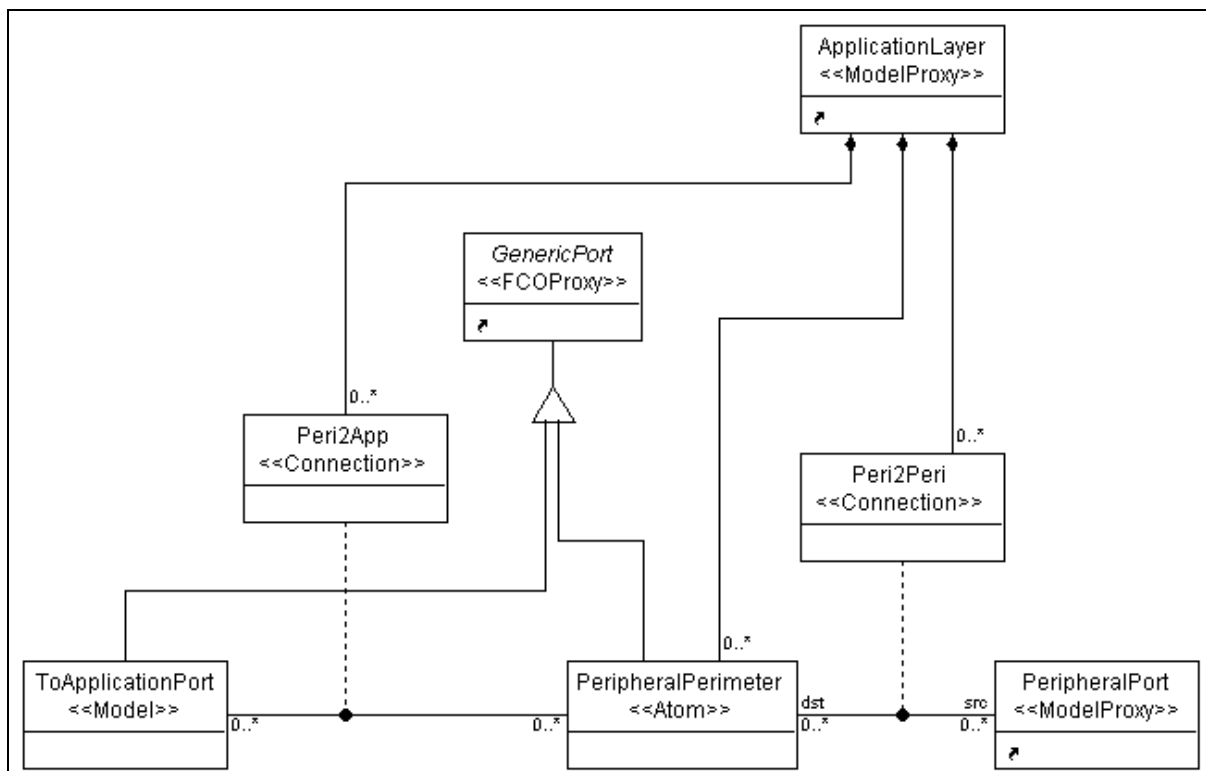 ApplicationLayer
<<ModelProxy>>
GenericPort
<<FCOProxy>>
0..*
Peri2App
<<Connection>>
0..*
Peri2Peri
<<Connection>>
0..*
ToApplicationPort
<<Model>>
0..*
0..*
PeripheralPerimeter
<<Atom>>
dst
0..*
src
0..*
PeripheralPort
<<ModelProxy>>